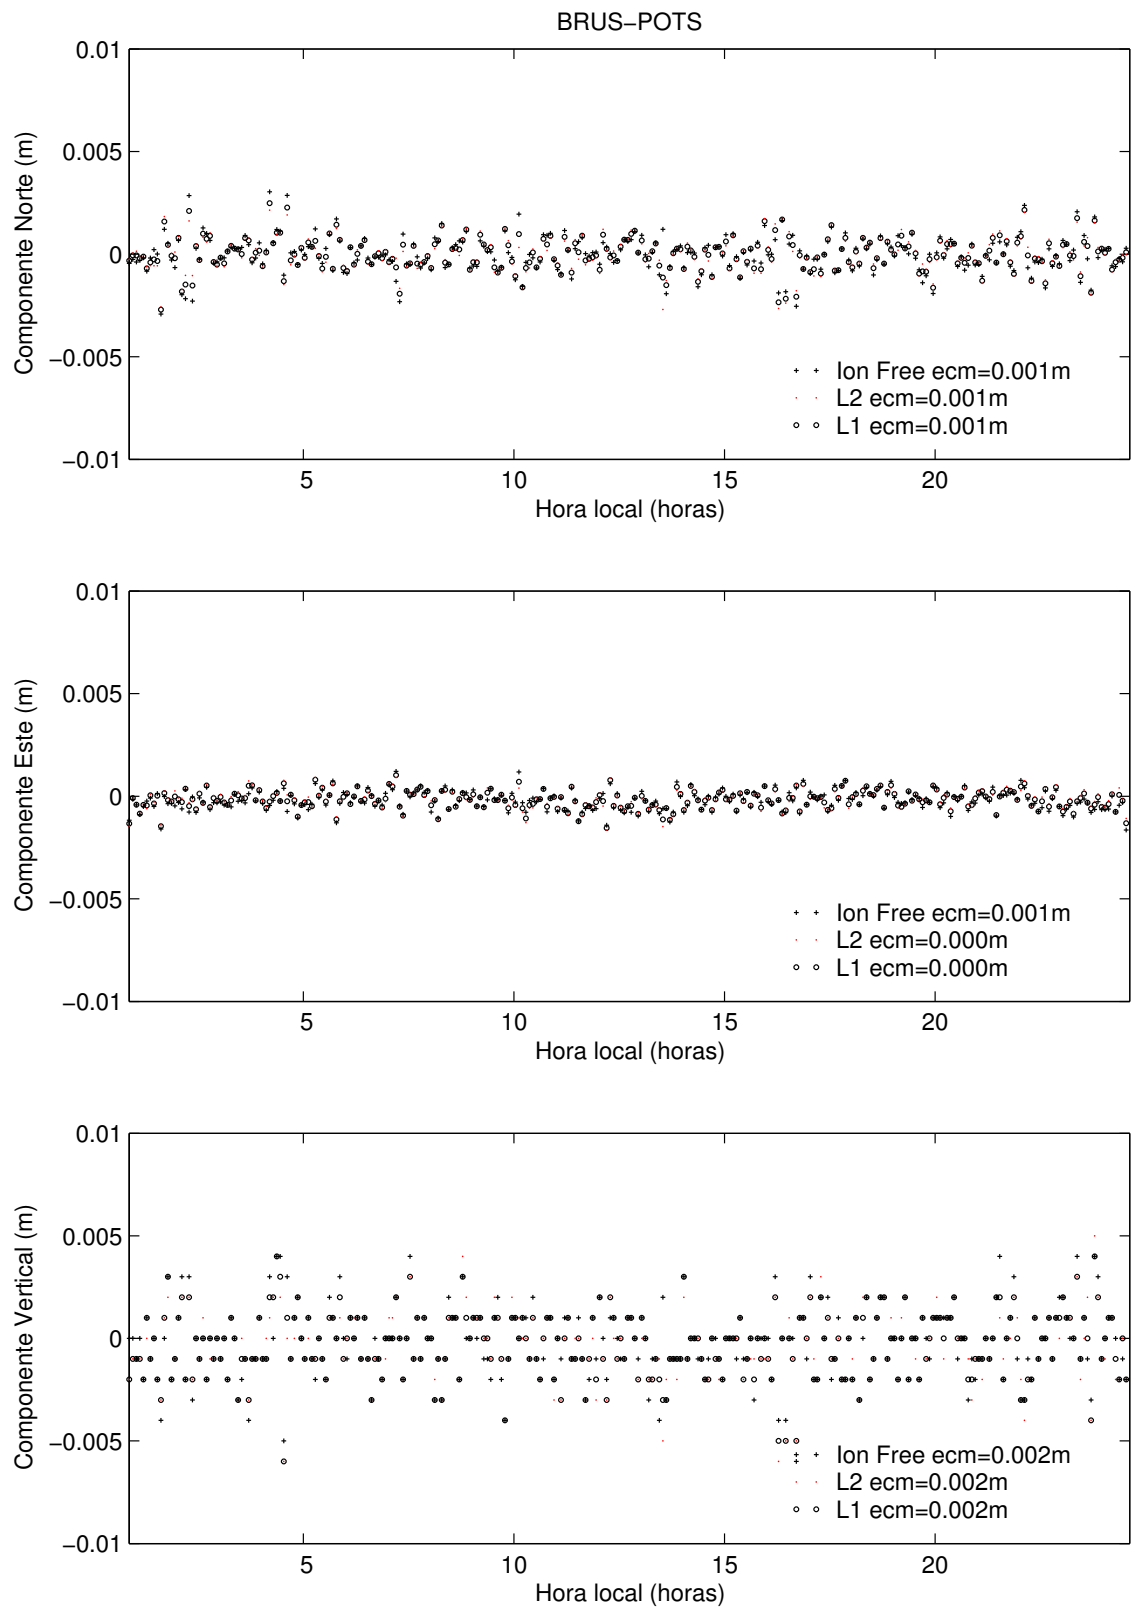 BRUS−POTS
0.01
0.005
0
−0.005
−0.01
Componente Norte (m)
Ion Free ecm=0.001m
L2 ecm=0.001m
L1 ecm=0.001m
5 10 15 20
Hora local (horas)
0.01
0.005
0
−0.005
−0.01
Componente Este (m)
Ion Free ecm=0.001m
L2 ecm=0.000m
L1 ecm=0.000m
5 10 15 20
Hora local (horas)
0.01
0.005
0
−0.005
−0.01
Componente Vertical (m)
Ion Free ecm=0.002m
L2 ecm=0.002m
L1 ecm=0.002m
5 10 15 20
Hora local (horas)